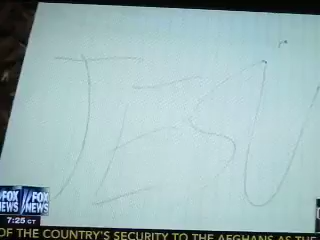 JESU
FOX FOX
NEWS NEWS
7:25 CT
OF THE COUNTRY'S SECURITY TO THE AFGHANS AS THE